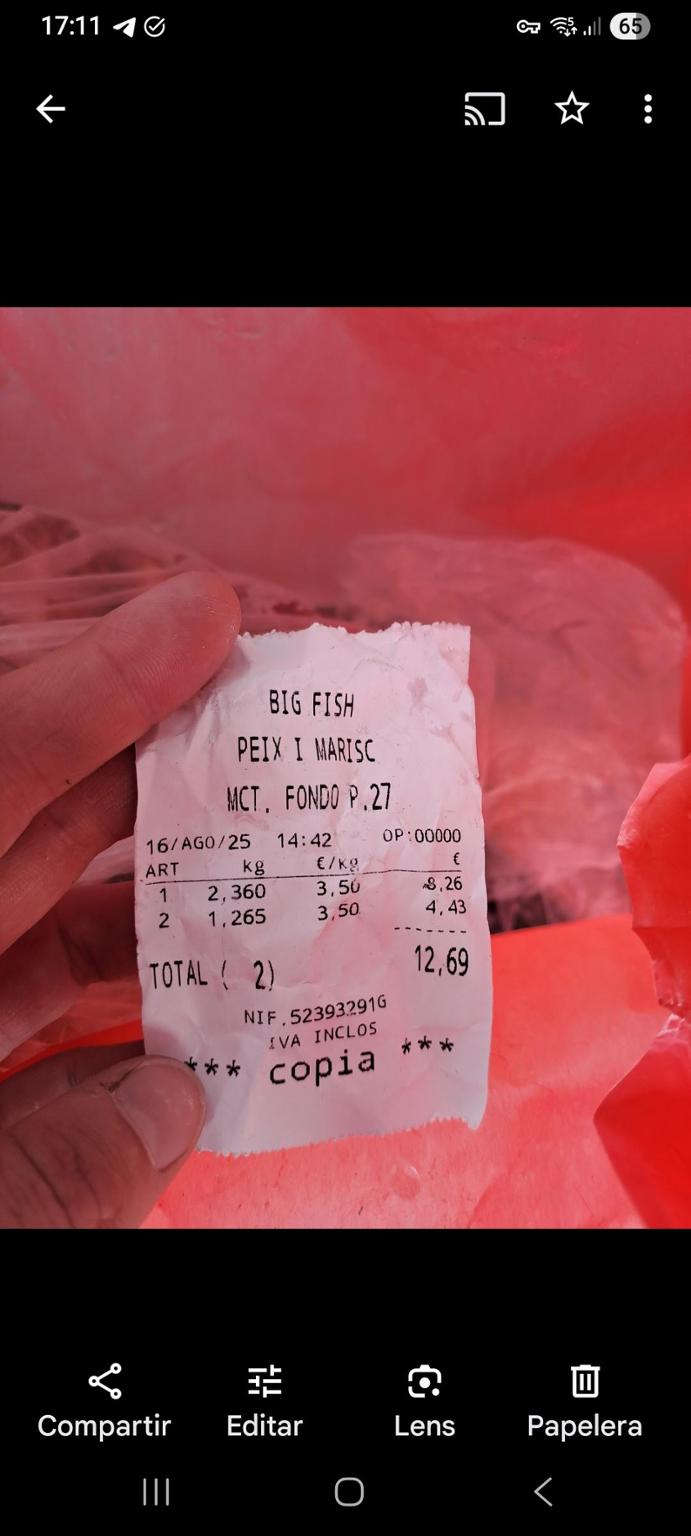 17:11
65
BIG FISH
PEIX I MARISC
MCT. FONDO P.27
16/AGO/25 14:42 OP:00000
ART kg €/kg €
1 2,360 3,50 8,26
2 1,265 3,50 4,43
TOTAL ( 2) 12,69
NIF.52393291G
IVA INCLOS
*** copia ***
Compartir Editar Lens Papelera